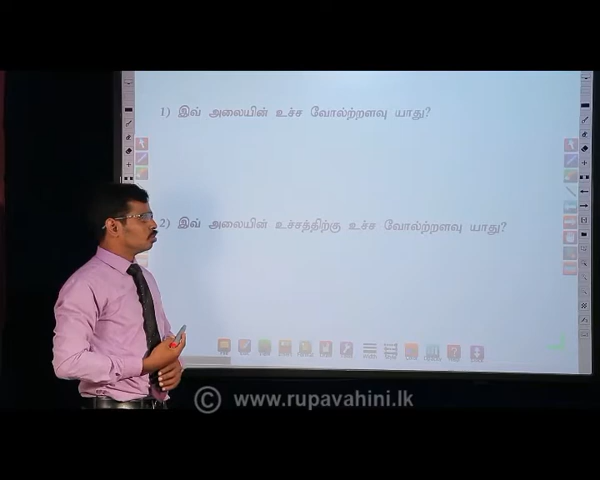 1) இவ் அலையின் உச்ச வோல்ற்றளவு யாது?
2) இவ் அலையின் உச்சத்திற்கு உச்ச வோல்ற்றளவு யாது?
© www.rupavahini.lk